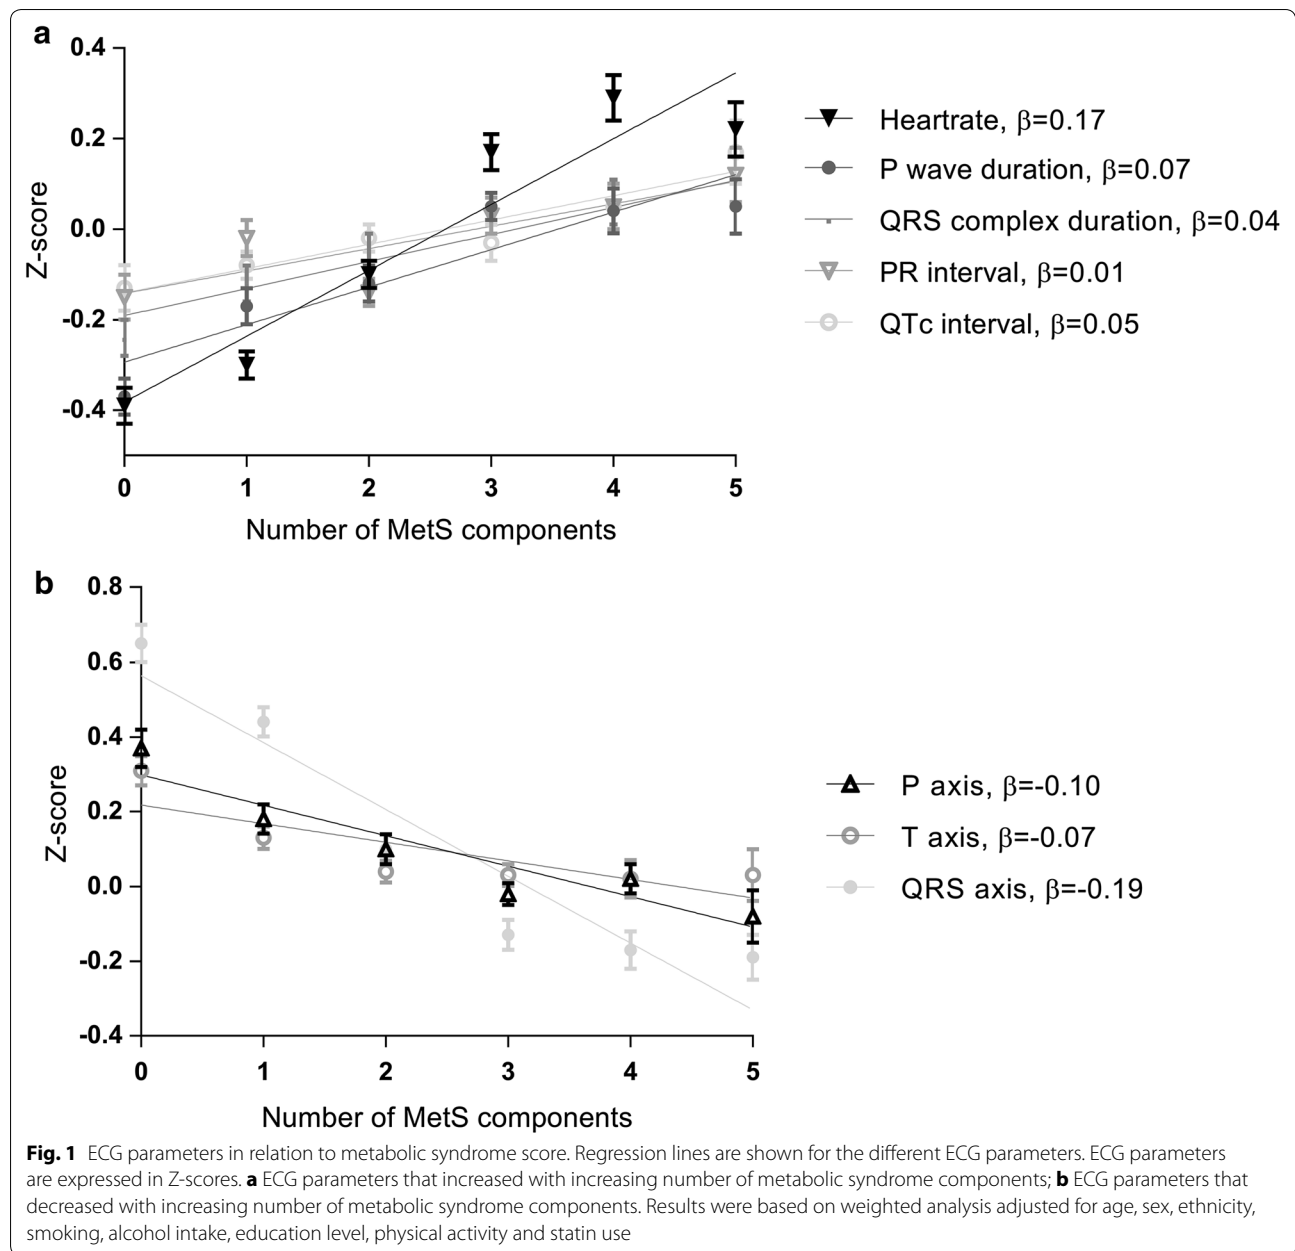 a
0.4
0.2
0.0
-0.2
-0.4
Z-score
0 1 2 3 4 5
Number of MetS components
Heartrate, β=0.17
P wave duration, β=0.07
QRS complex duration, β=0.04
PR interval, β=0.01
QTc interval, β=0.05
b
0.8
0.6
0.4
0.2
0.0
-0.2
-0.4
Z-score
0 1 2 3 4 5
Number of MetS components
P axis, β=-0.10
T axis, β=-0.07
QRS axis, β=-0.19
Fig. 1 ECG parameters in relation to metabolic syndrome score. Regression lines are shown for the different ECG parameters. ECG parameters
are expressed in Z-scores. a ECG parameters that increased with increasing number of metabolic syndrome components; b ECG parameters that
decreased with increasing number of metabolic syndrome components. Results were based on weighted analysis adjusted for age, sex, ethnicity,
smoking, alcohol intake, education level, physical activity and statin use